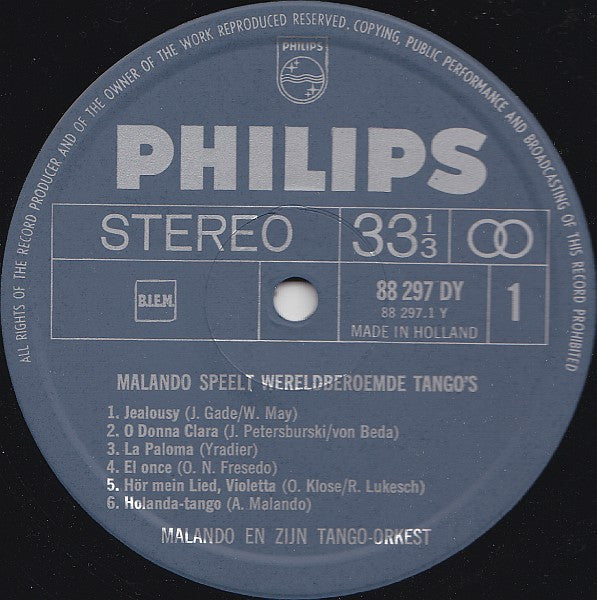 ALL RIGHTS OF THE RECORD PRODUCER AND OF THE OWNER OF THE WORK REPRODUCED RESERVED. COPYING, PUBLIC PERFORMANCE AND BROADCASTING OF THIS RECORD PROHIBITED
PHILIPS
PHILIPS
STEREO 33 1/3
B.I.E.M. 88 297 DY 1
88 297.1 Y
MADE IN HOLLAND
MALANDO SPEELT WERELDBEROEMDE TANGO'S
1. Jealousy (J. Gade/W. May)
2. O Donna Clara (J. Petersburski/von Beda)
3. La Paloma (Yradier)
4. El once (O. N. Fresedo)
5. Hör mein Lied, Violetta (O. Klose/R. Lukesch)
6. Holanda-tango (A. Malando)
MALANDO EN ZIJN TANGO-ORKEST